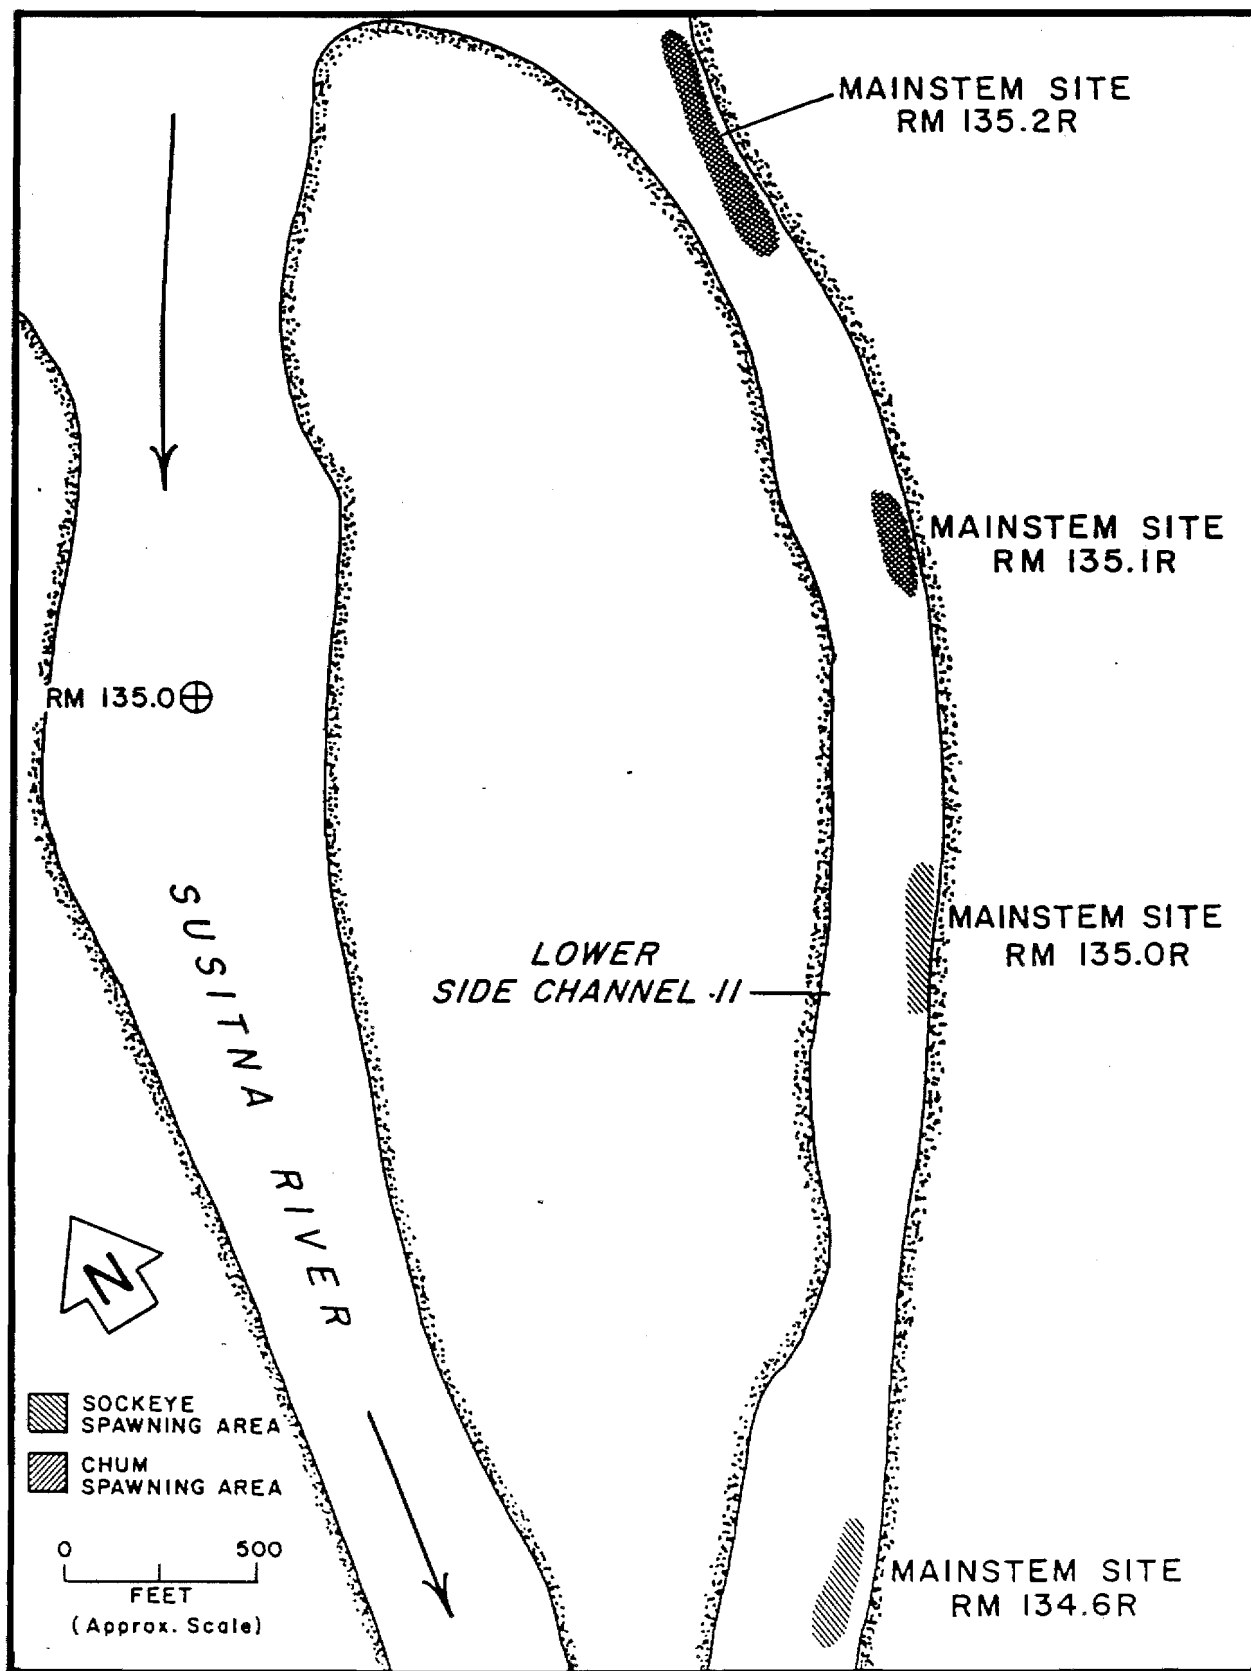 MAINSTEM SITE
RM 135.2R
MAINSTEM SITE
RM 135.1R
RM 135.0
SUSITNA RIVER
MAINSTEM SITE
RM 135.0R
LOWER
SIDE CHANNEL 11
N
SOCKEYE
SPAWNING AREA
CHUM
SPAWNING AREA
0 500
FEET
(Approx. Scale)
MAINSTEM SITE
RM 134.6R